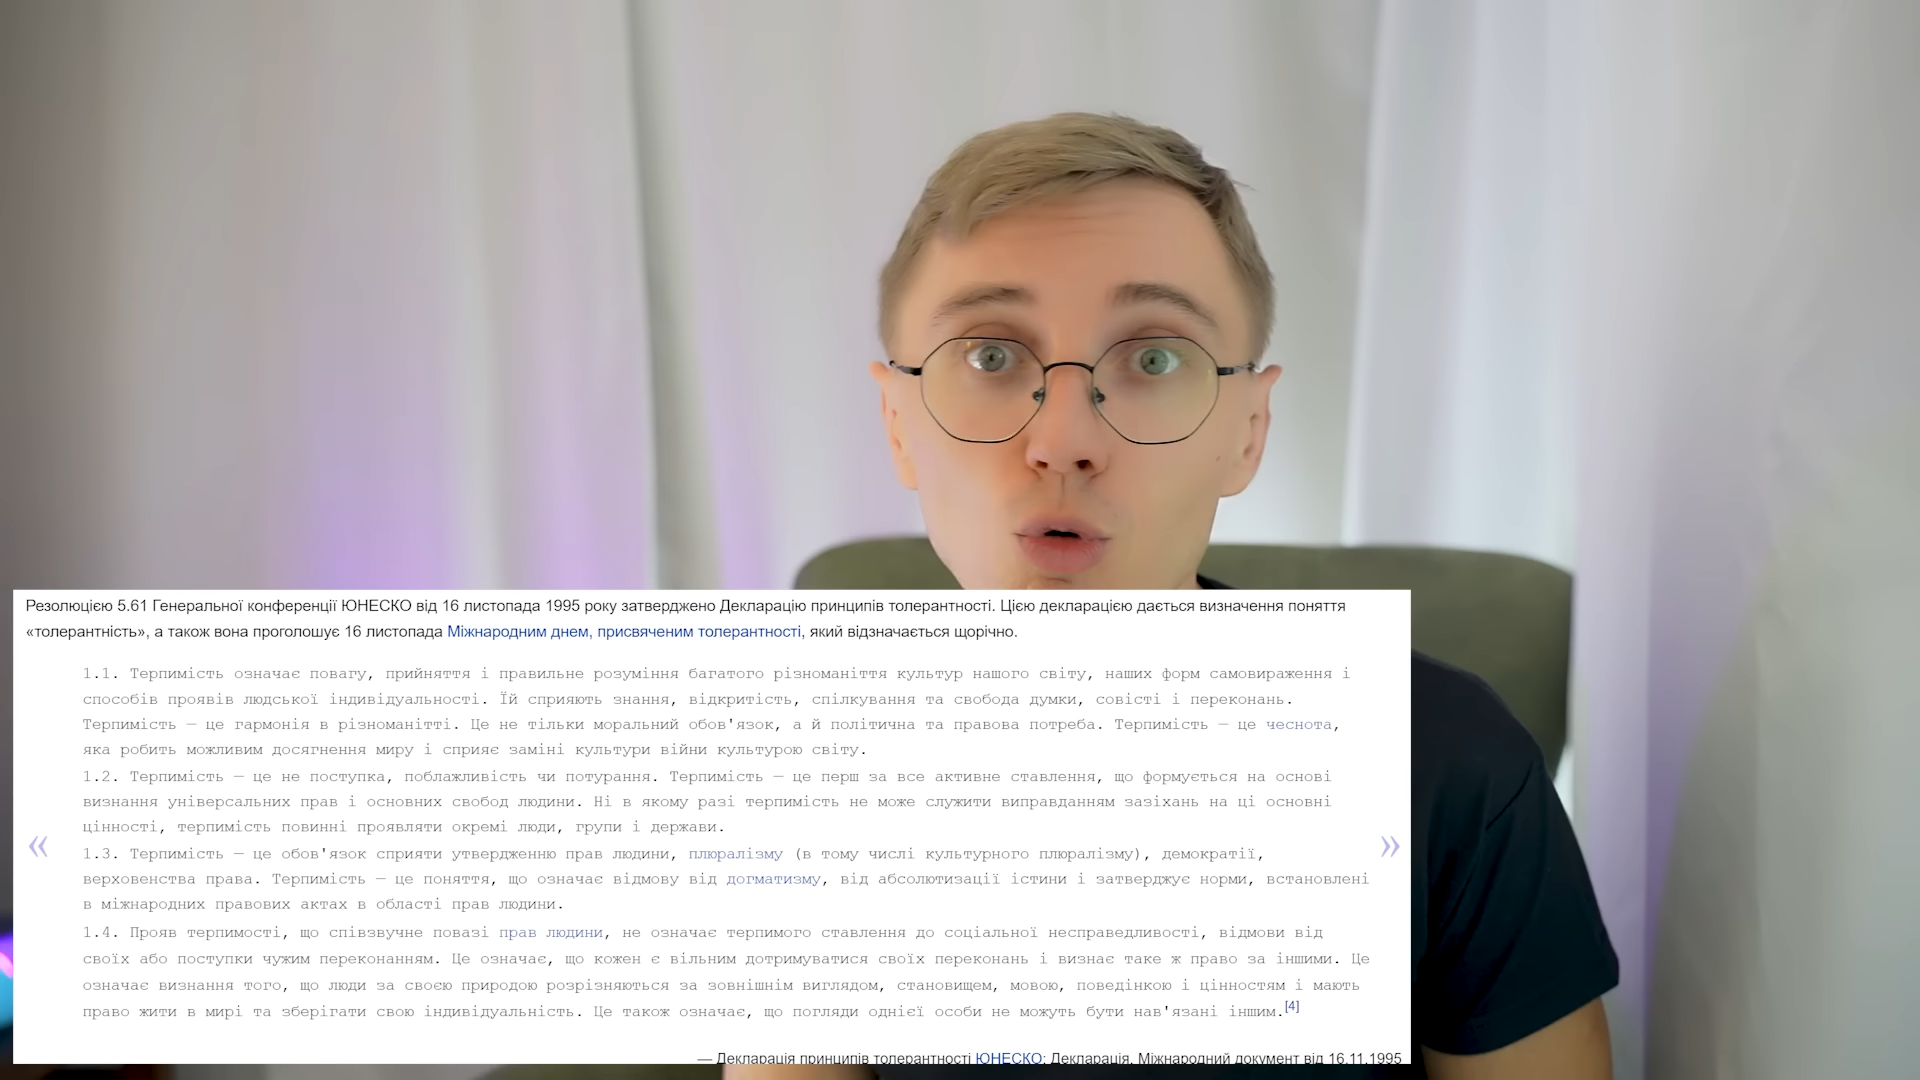 Резолюцією 5.61 Генеральної конференції ЮНЕСКО від 16 листопада 1995 року затверджено Декларацію принципів толерантності. Цією декларацією дається визначення поняття
«толерантність», а також вона проголошує 16 листопада Міжнародним днем, присвяченим толерантності, який відзначається щорічно.
1.1. Терпимість означає повагу, прийняття і правильне розуміння багатого різноманіття культур нашого світу, наших форм самовираження і
способів проявів людської індивідуальності. Їй сприяють знання, відкритість, спілкування та свобода думки, совісті і переконань.
Терпимість — це гармонія в різноманітті. Це не тільки моральний обов'язок, а й політична та правова потреба. Терпимість — це чеснота,
яка робить можливим досягнення миру і сприяє заміні культури війни культурою світу.
1.2. Терпимість — це не поступка, поблажливість чи потурання. Терпимість — це перш за все активне ставлення, що формується на основі
визнання універсальних прав і основних свобод людини. Ні в якому разі терпимість не може служити виправданням зазіхань на ці основні
цінності, терпимість повинні проявляти окремі люди, групи і держави.
«
»
1.3. Терпимість — це обов'язок сприяти утвердженню прав людини, плюралізму (в тому числі культурного плюралізму), демократії,
верховенства права. Терпимість — це поняття, що означає відмову від догматизму, від абсолютизації істини і затверджує норми, встановлені
в міжнародних правових актах в області прав людини.
1.4. Прояв терпимості, що співзвучне повазі прав людини, не означає терпимого ставлення до соціальної несправедливості, відмови від
своїх або поступки чужим переконанням. Це означає, що кожен є вільним дотримуватися своїх переконань і визнає таке ж право за іншими. Це
означає визнання того, що люди за своєю природою розрізняються за зовнішнім виглядом, становищем, мовою, поведінкою і цінностям і мають
право жити в мирі та зберігати свою індивідуальність. Це також означає, що погляди однієї особи не можуть бути нав'язані іншим.[4]
— Декларація принципів толерантності ЮНЕСКО; Декларація, Міжнародний документ від 16.11.1995